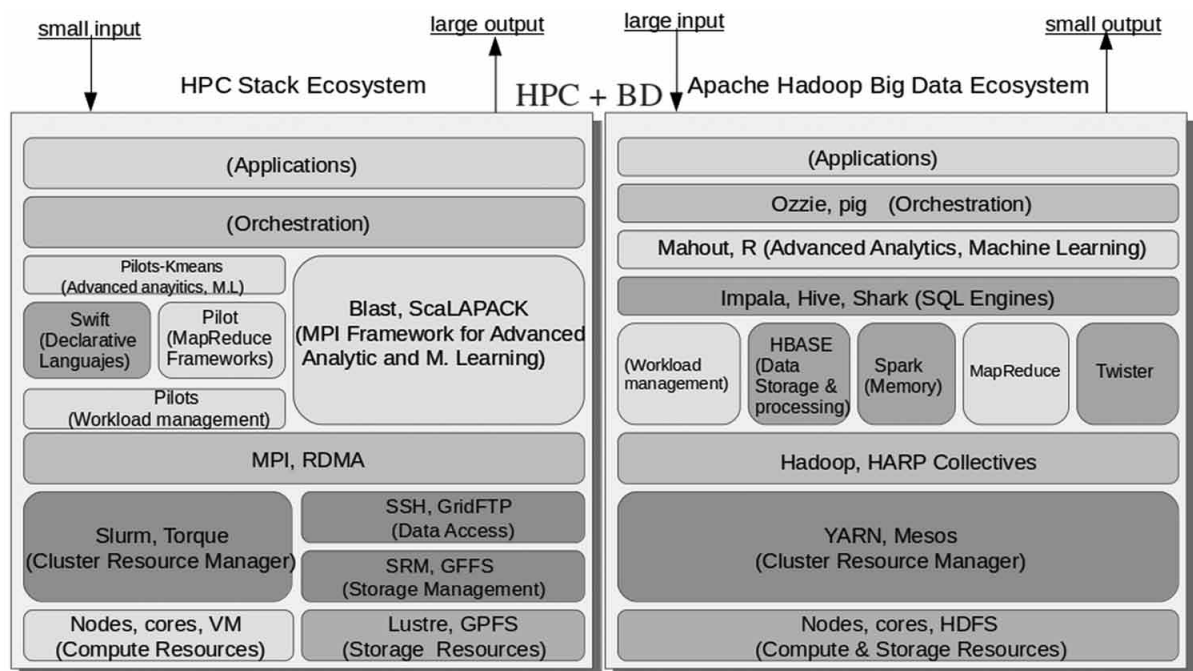 small input
large output
large input
small output
HPC Stack Ecosystem
HPC + BD
Apache Hadoop Big Data Ecosystem
(Applications)
(Orchestration)
Pilots-Kmeans
(Advanced anayitics, M.L)
Swift
(Declarative
Languajes)
Pilot
(MapReduce
Frameworks)
Pilots
(Workload management)
Blast, ScaLAPACK
(MPI Framework for Advanced
Analytic and M. Learning)
MPI, RDMA
Slurm, Torque
(Cluster Resource Manager)
SSH, GridFTP
(Data Access)
SRM, GFFS
(Storage Management)
Nodes, cores, VM
(Compute Resources)
Lustre, GPFS
(Storage Resources)
(Applications)
Ozzie, pig (Orchestration)
Mahout, R (Advanced Analytics, Machine Learning)
Impala, Hive, Shark (SQL Engines)
(Workload
management)
HBASE
(Data
Storage &
processing)
Spark
(Memory)
MapReduce
Twister
Hadoop, HARP Collectives
YARN, Mesos
(Cluster Resource Manager)
Nodes, cores, HDFS
(Compute & Storage Resources)